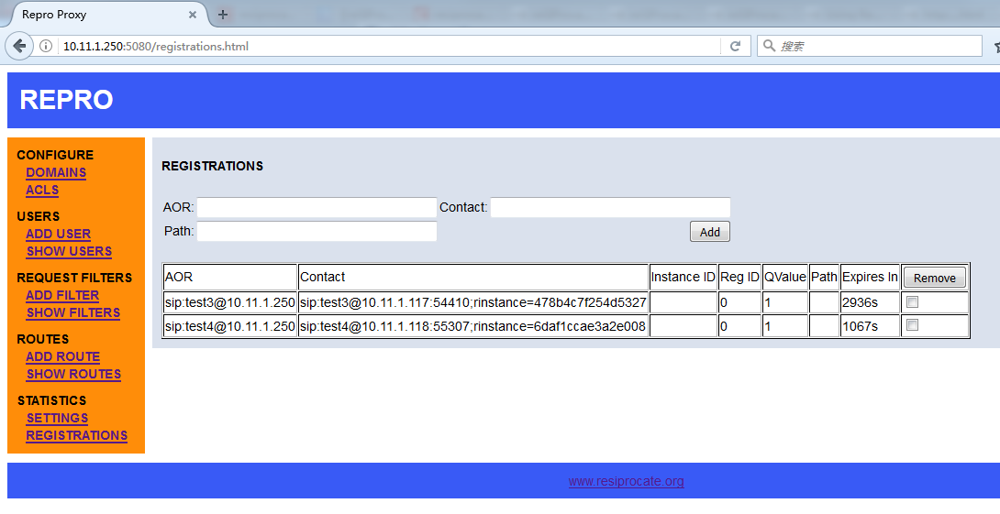 Repro Proxy
10.11.1.250:5080/registrations.html
搜索
REPRO
CONFIGURE
DOMAINS
ACLS
USERS
ADD USER
SHOW USERS
REQUEST FILTERS
ADD FILTER
SHOW FILTERS
ROUTES
ADD ROUTE
SHOW ROUTES
STATISTICS
SETTINGS
REGISTRATIONS
REGISTRATIONS
AOR: Contact:
Path: Add
AOR Contact Instance ID Reg ID QValue Path Expires In Remove
sip:test3@10.11.1.250 sip:test3@10.11.1.117:54410;rinstance=478b4c7f254d5327 0 1 2936s
sip:test4@10.11.1.250 sip:test4@10.11.1.118:55307;rinstance=6daf1ccae3a2e008 0 1 1067s
www.resiprocate.org